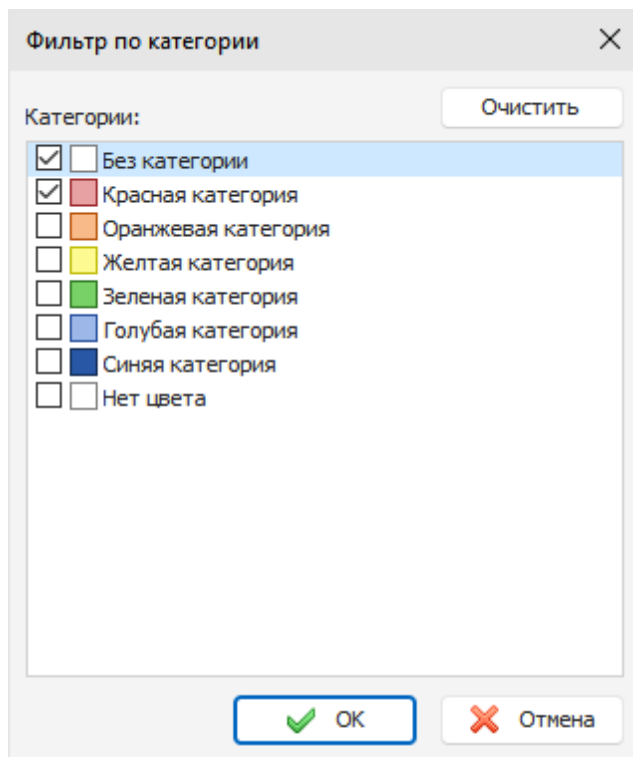 Фильтр по категории
Очистить
Категории:
Без категории
Красная категория
Оранжевая категория
Желтая категория
Зеленая категория
Голубая категория
Синяя категория
Нет цвета
ОК
Отмена